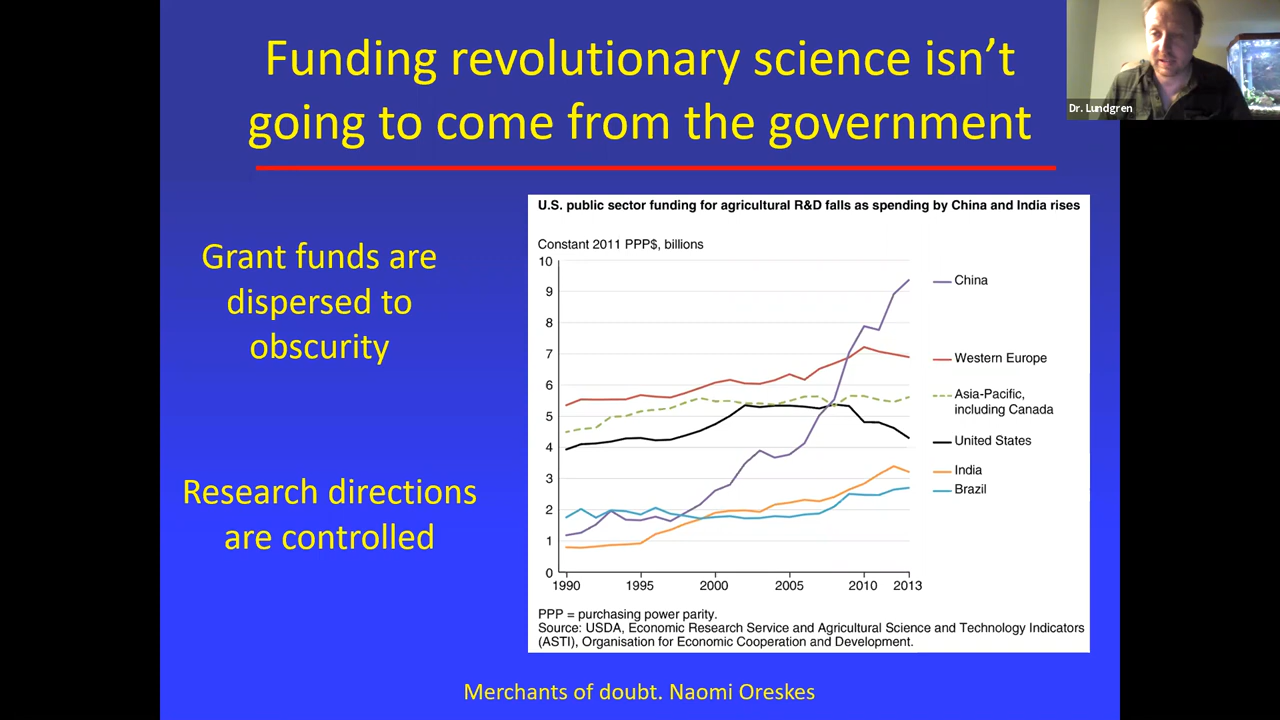 Funding revolutionary science isn't
going to come from the government
Dr. Lundgren
Grant funds are
dispersed to
obscurity
Research directions
are controlled
U.S. public sector funding for agricultural R&D falls as spending by China and India rises
Constant 2011 PPP$, billions
10
9
8
7
6
5
4
3
2
1
0
1990 1995 2000 2005 2010 2013
China
Western Europe
Asia-Pacific,
including Canada
United States
India
Brazil
PPP = purchasing power parity.
Source: USDA, Economic Research Service and Agricultural Science and Technology Indicators
(ASTI), Organisation for Economic Cooperation and Development.
Merchants of doubt. Naomi Oreskes